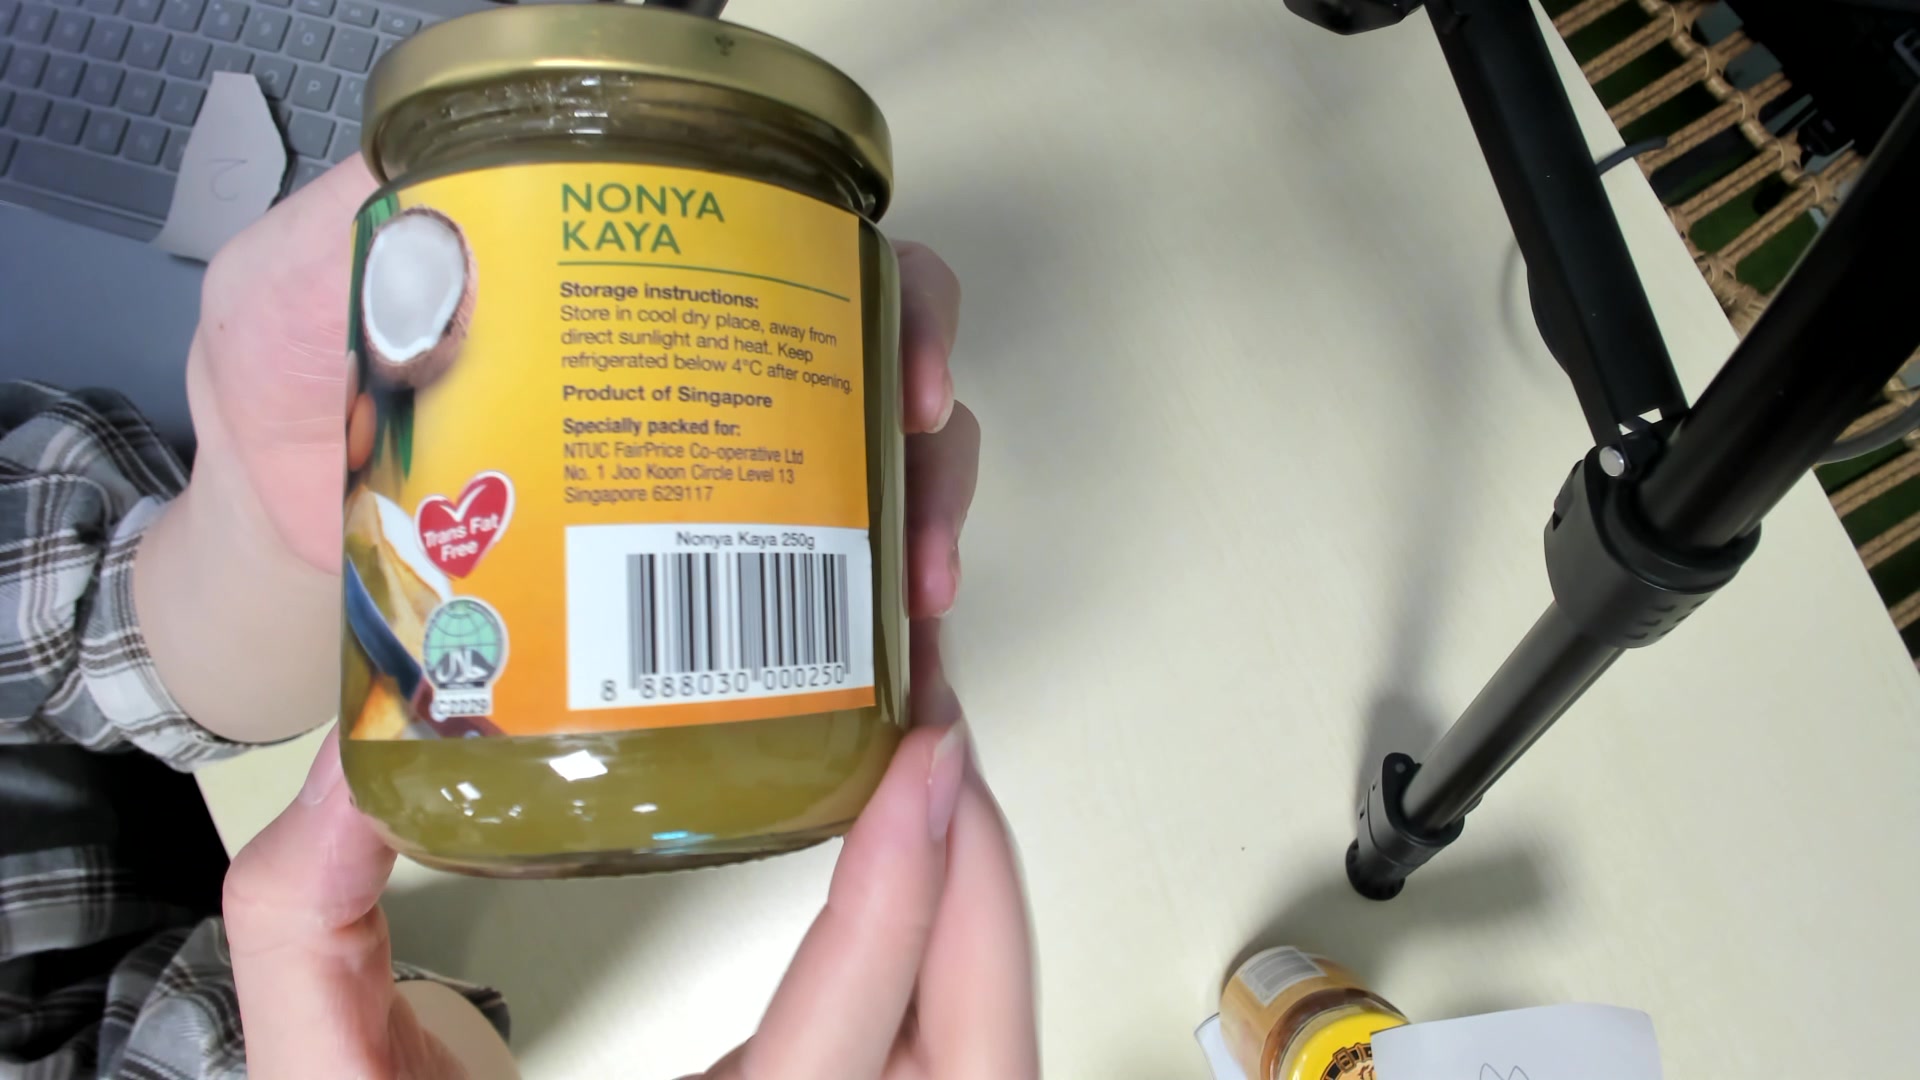 NONYA
KAYA
Storage instructions:
Store in cool dry place, away from
direct sunlight and heat. Keep
refrigerated below 4°C after opening.
Product of Singapore
Specially packed for:
NTUC FairPrice Co-operative Ltd
No. 1 Joo Koon Circle Level 13
Singapore 629117
Trans Fat
Free
Nonya Kaya 250g
8 888030 000250
C2229
2